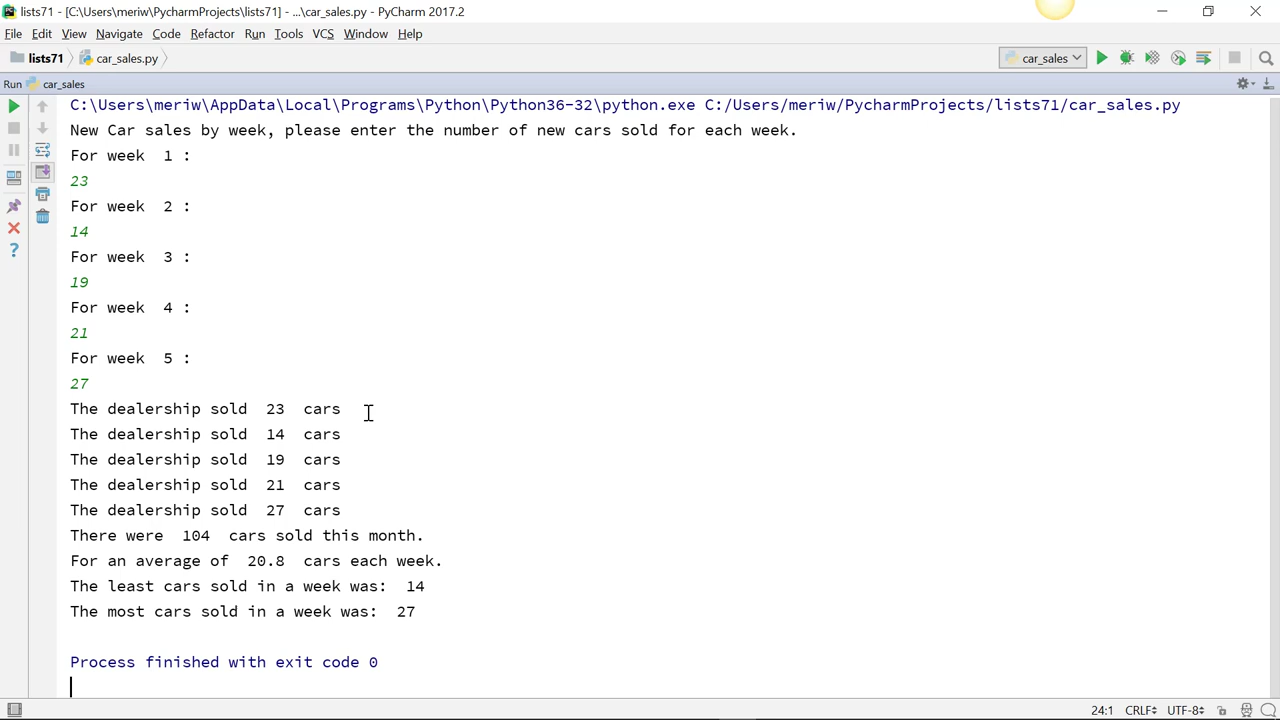 lists71 - [C:\Users\meriw\PycharmProjects\lists71] - ...\car_sales.py - PyCharm 2017.2
File Edit View Navigate Code Refactor Run Tools VCS Window Help
lists71 car_sales.py car_sales
Run car_sales
C:\Users\meriw\AppData\Local\Programs\Python\Python36-32\python.exe C:/Users/meriw/PycharmProjects/lists71/car_sales.py
New Car sales by week, please enter the number of new cars sold for each week.
For week  1 :
23
For week  2 :
14
For week  3 :
19
For week  4 :
21
For week  5 :
27
The dealership sold  23  cars
The dealership sold  14  cars
The dealership sold  19  cars
The dealership sold  21  cars
The dealership sold  27  cars
There were  104  cars sold this month.
For an average of  20.8  cars each week.
The least cars sold in a week was:  14
The most cars sold in a week was:  27
Process finished with exit code 0
24:1 CRLF UTF-8